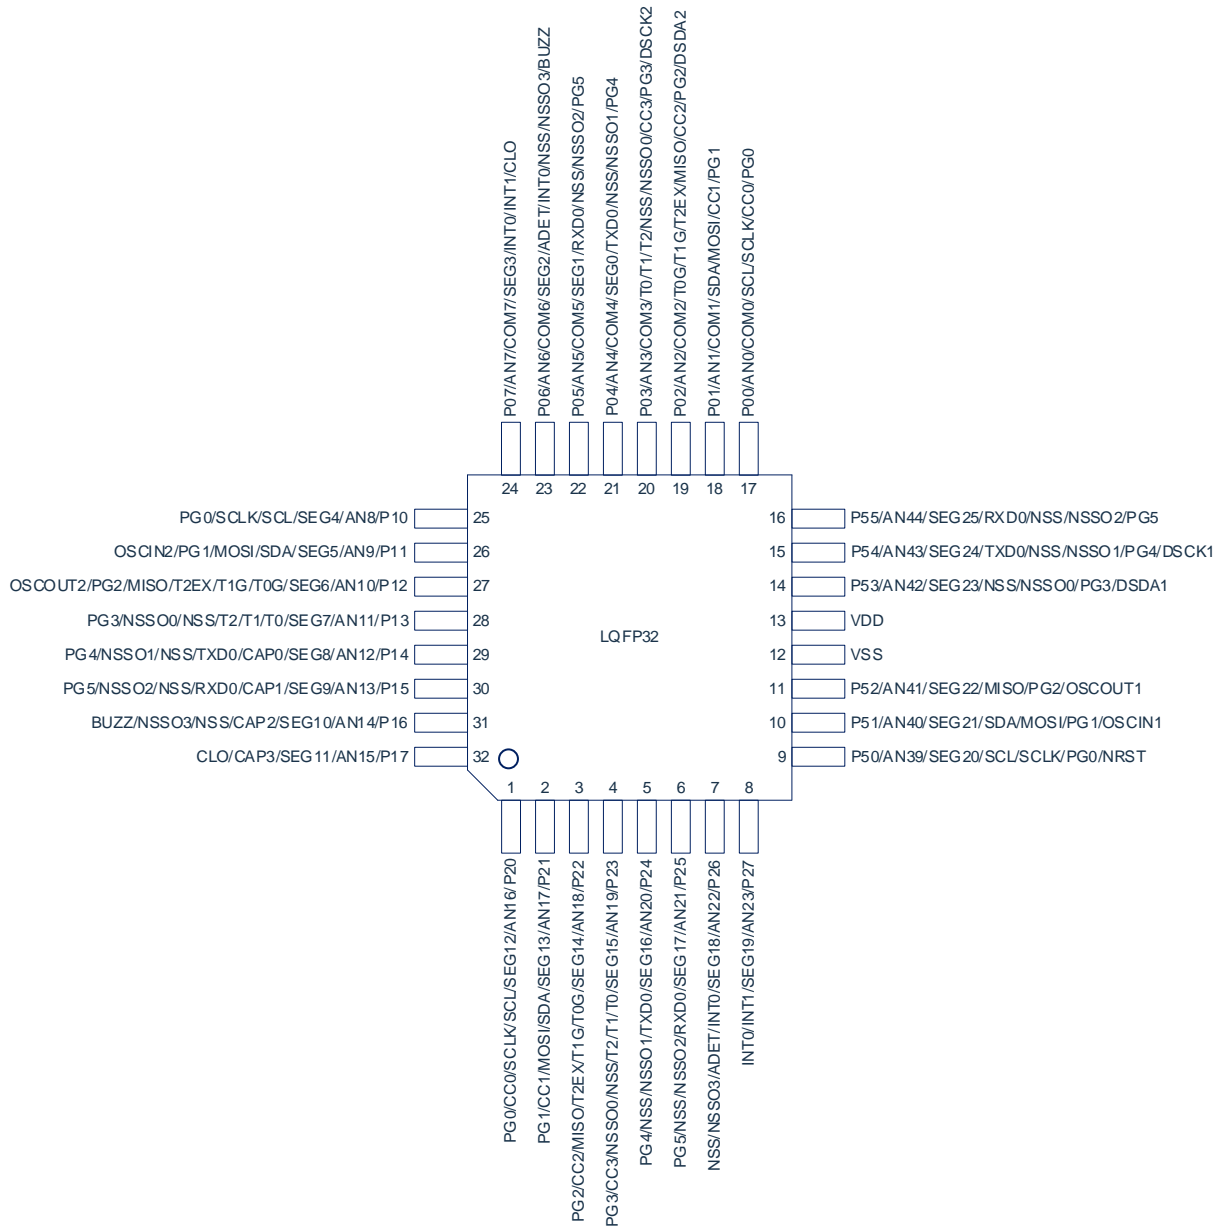 P07/AN7/COM7/SEG3/INT0/INT1/CLO
P06/AN6/COM6/SEG2/ADET/INT0/NSS/NSSO3/BUZZ
P05/AN5/COM5/SEG1/RXD0/NSS/NSSO2/PG5
P04/AN4/COM4/SEG0/TXD0/NSS/NSSO1/PG4
P03/AN3/COM3/T0/T1/T2/NSS/NSSO0/CC3/PG3/DSCK2
P02/AN2/COM2/T0G/T1G/T2EX/MISO/CC2/PG2/DSDA2
P01/AN1/COM1/SDA/MOSI/CC1/PG1
P00/AN0/COM0/SCL/SCLK/CC0/PG0
24 23 22 21 20 19 18 17
PG0/SCLK/SCL/SEG4/AN8/P10 25
OSCIN2/PG1/MOSI/SDA/SEG5/AN9/P11 26
OSCOUT2/PG2/MISO/T2EX/T1G/T0G/SEG6/AN10/P12 27
PG3/NSSO0/NSS/T2/T1/T0/SEG7/AN11/P13 28
PG4/NSSO1/NSS/TXD0/CAP0/SEG8/AN12/P14 29
PG5/NSSO2/NSS/RXD0/CAP1/SEG9/AN13/P15 30
BUZZ/NSSO3/NSS/CAP2/SEG10/AN14/P16 31
CLO/CAP3/SEG11/AN15/P17 32
LQFP32
16 P55/AN44/SEG25/RXD0/NSS/NSSO2/PG5
15 P54/AN43/SEG24/TXD0/NSS/NSSO1/PG4/DSCK1
14 P53/AN42/SEG23/NSS/NSSO0/PG3/DSDA1
13 VDD
12 VSS
11 P52/AN41/SEG22/MISO/PG2/OSCOUT1
10 P51/AN40/SEG21/SDA/MOSI/PG1/OSCIN1
9 P50/AN39/SEG20/SCL/SCLK/PG0/NRST
1 2 3 4 5 6 7 8
PG0/CC0/SCLK/SCL/SEG12/AN16/P20
PG1/CC1/MOSI/SDA/SEG13/AN17/P21
PG2/CC2/MISO/T2EX/T1G/T0G/SEG14/AN18/P22
PG3/CC3/NSSO0/NSS/T2/T1/T0/SEG15/AN19/P23
PG4/NSS/NSSO1/TXD0/SEG16/AN20/P24
PG5/NSS/NSSO2/RXD0/SEG17/AN21/P25
NSS/NSSO3/ADET/INT0/SEG18/AN22/P26
INT0/INT1/SEG19/AN23/P27